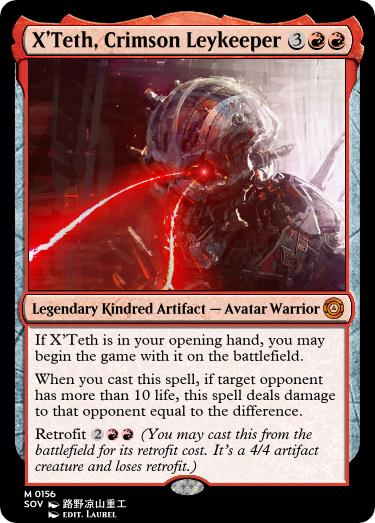 X'Teth, Crimson Leykeeper 3
Legendary Kindred Artifact — Avatar Warrior
If X'Teth is in your opening hand, you may
begin the game with it on the battlefield.
When you cast this spell, if target opponent
has more than 10 life, this spell deals damage
to that opponent equal to the difference.
Retrofit 2 (You may cast this from the
battlefield for its retrofit cost. It's a 4/4 artifact
creature and loses retrofit.)
M 0156
SOV 路野凉山重工
EDIT. LAUREL